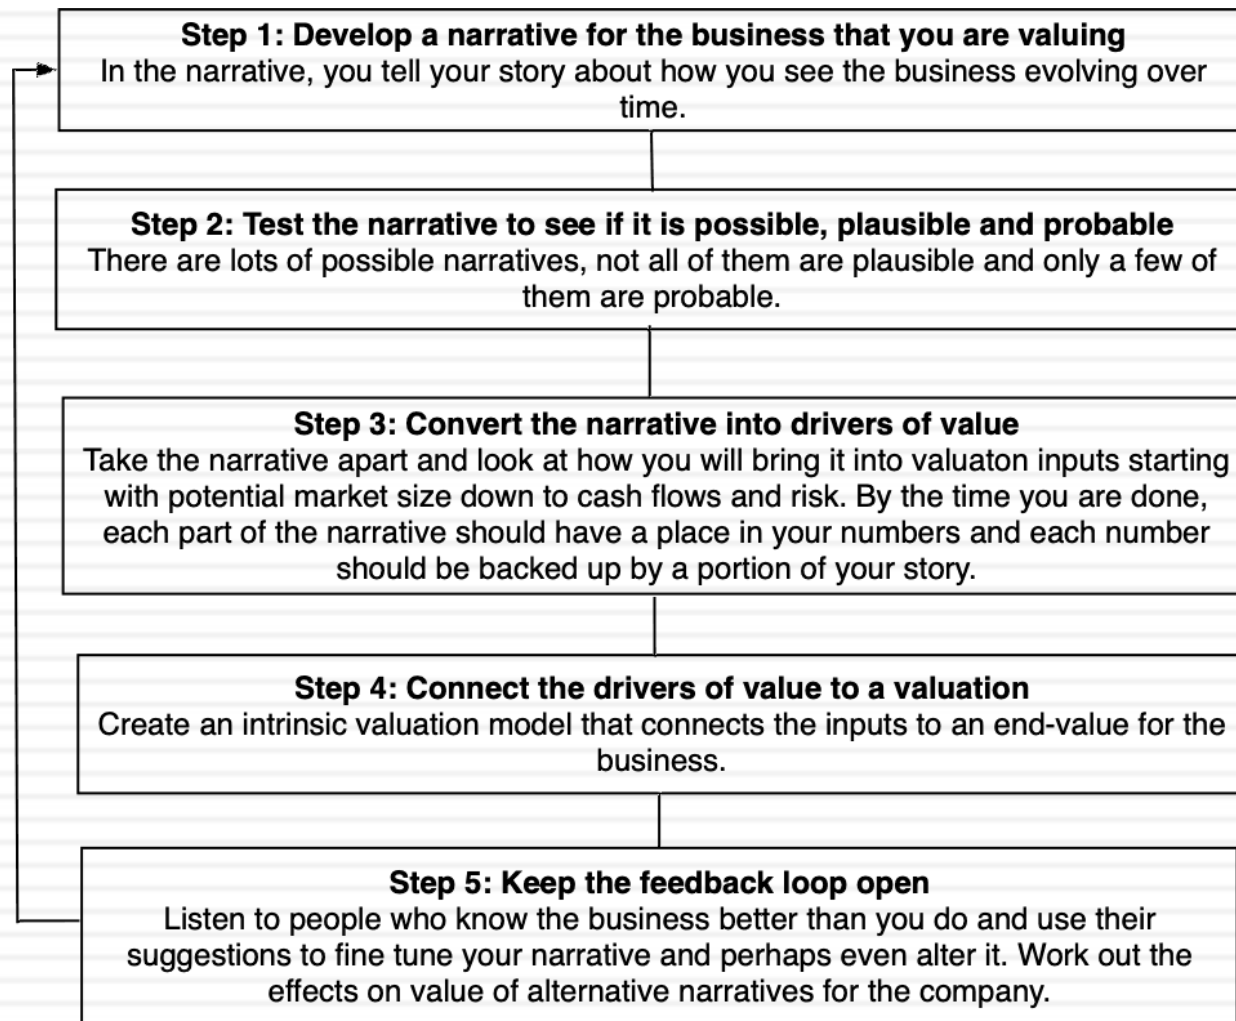 Step 1: Develop a narrative for the business that you are valuing
In the narrative, you tell your story about how you see the business evolving over
time.
Step 2: Test the narrative to see if it is possible, plausible and probable
There are lots of possible narratives, not all of them are plausible and only a few of
them are probable.
Step 3: Convert the narrative into drivers of value
Take the narrative apart and look at how you will bring it into valuaton inputs starting
with potential market size down to cash flows and risk. By the time you are done,
each part of the narrative should have a place in your numbers and each number
should be backed up by a portion of your story.
Step 4: Connect the drivers of value to a valuation
Create an intrinsic valuation model that connects the inputs to an end-value for the
business.
Step 5: Keep the feedback loop open
Listen to people who know the business better than you do and use their
suggestions to fine tune your narrative and perhaps even alter it. Work out the
effects on value of alternative narratives for the company.